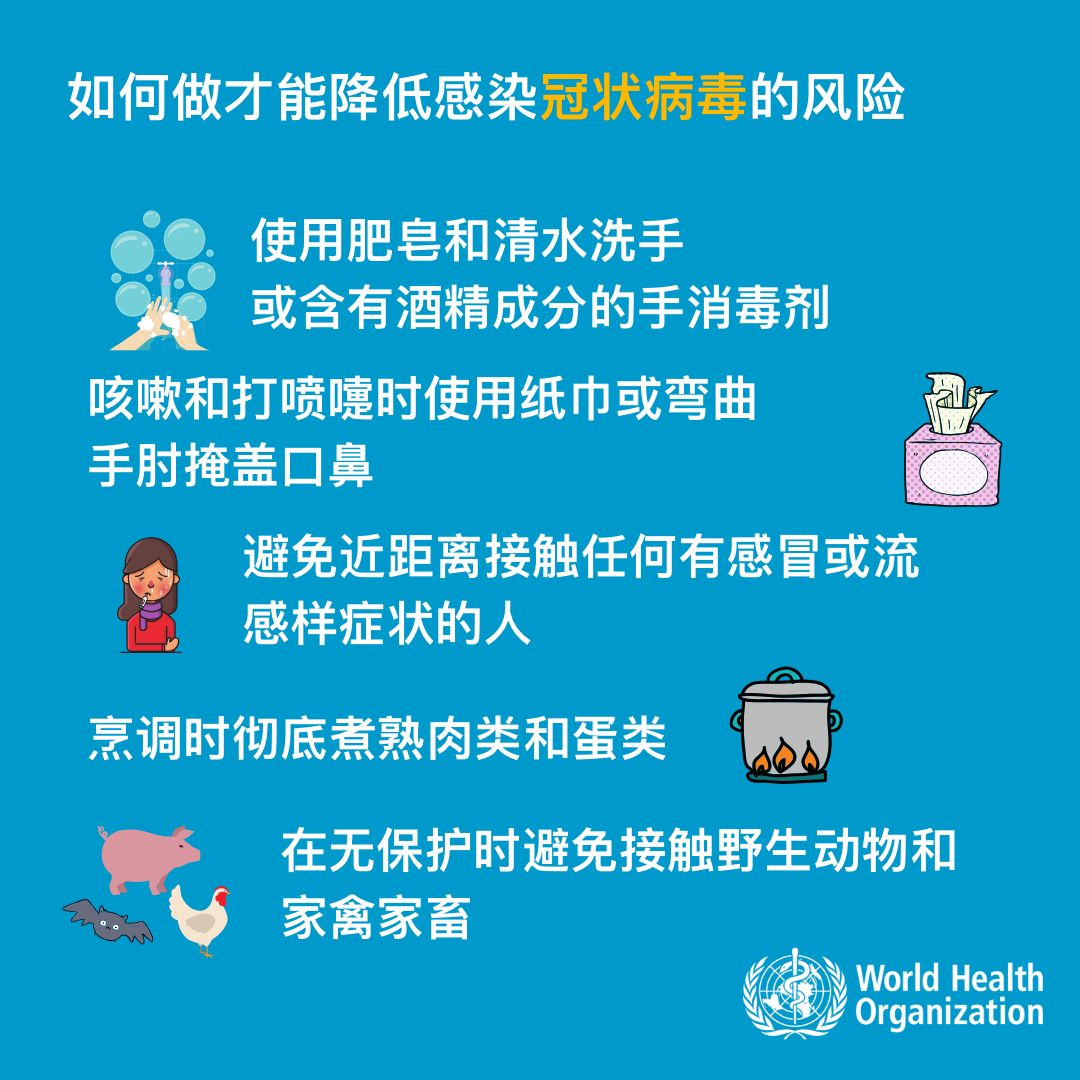 如何做才能降低感染冠状病毒的风险
使用肥皂和清水洗手
或含有酒精成分的手消毒剂
咳嗽和打喷嚏时使用纸巾或弯曲
手肘掩盖口鼻
避免近距离接触任何有感冒或流
感样症状的人
烹调时彻底煮熟肉类和蛋类
在无保护时避免接触野生动物和
家禽家畜
World Health
Organization